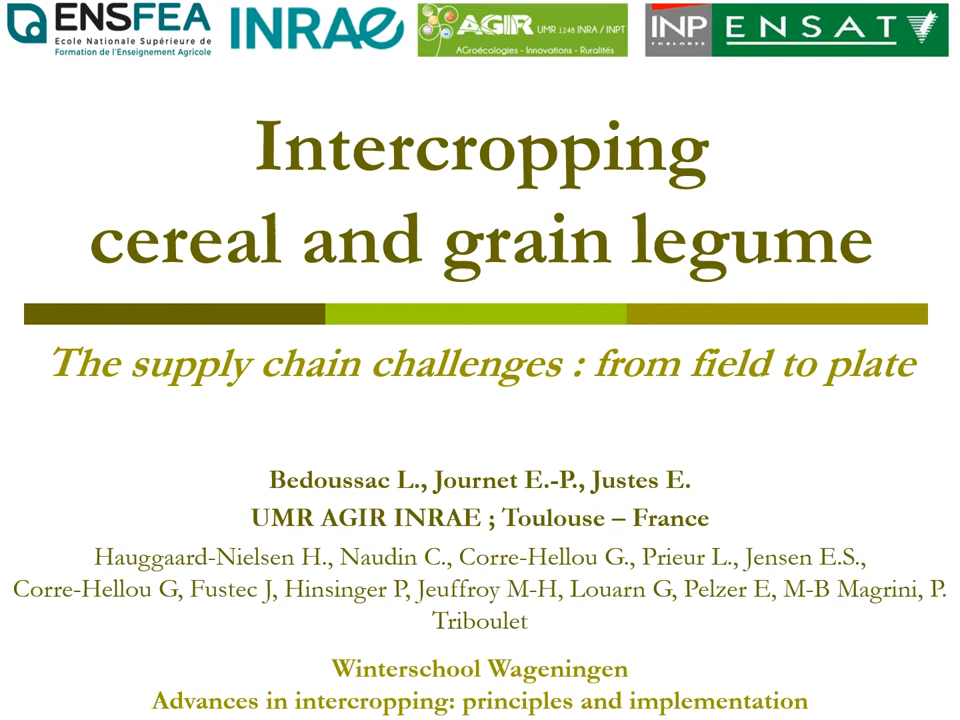 ENSFEA
Ecole Nationale Supérieure de
Formation de l'Enseignement Agricole
INRAE
AGIR UMR 1248 INRA / INPT
AGroécologies - Innovations - Ruralités
INP ENSAT
TOULOUSE
Intercropping
cereal and grain legume
The supply chain challenges : from field to plate
Bedoussac L., Journet E.-P., Justes E.
UMR AGIR INRAE ; Toulouse – France
Hauggaard-Nielsen H., Naudin C., Corre-Hellou G., Prieur L., Jensen E.S.,
Corre-Hellou G, Fustec J, Hinsinger P, Jeuffroy M-H, Louarn G, Pelzer E, M-B Magrini, P.
Triboulet
Winterschool Wageningen
Advances in intercropping: principles and implementation